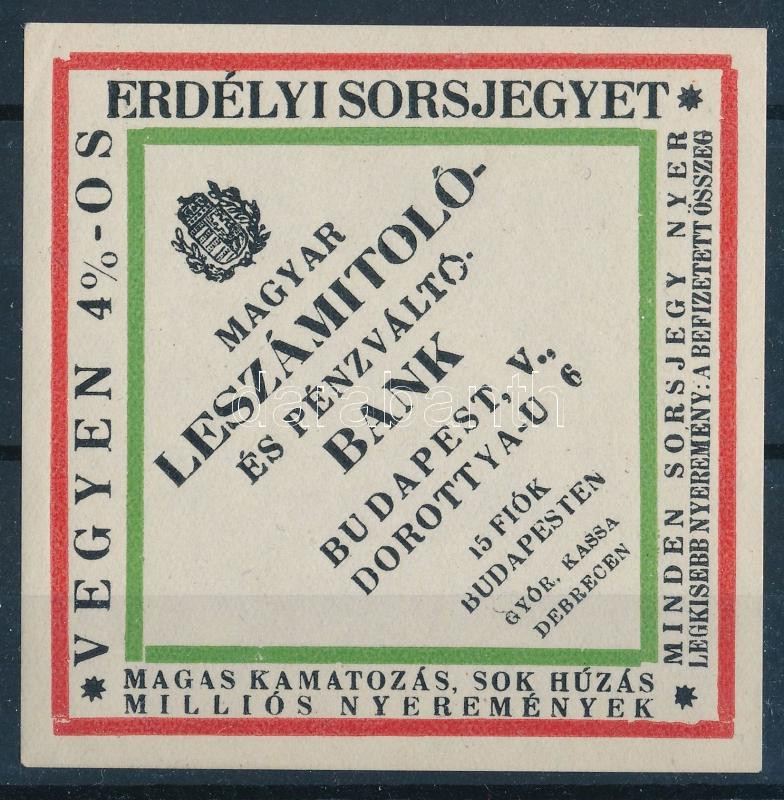 VEGYEN 4%-OS
ERDÉLYI SORSJEGYET
MINDEN SORSJEGY NYER
LEGKISEBB NYEREMÉNY: A BEFIZETETT ÖSSZEG
MAGAS KAMATOZÁS, SOK HÚZÁS
MILLIÓS NYEREMÉNYEK
MAGYAR
LESZÁMITOLÓ-
ÉS PÉNZVÁLTÓ-
BANK
BUDAPEST, V.,
DOROTTYA-U 6
15 FIÓK
BUDAPESTEN
GYŐR, KASSA
DEBRECEN
darabanth